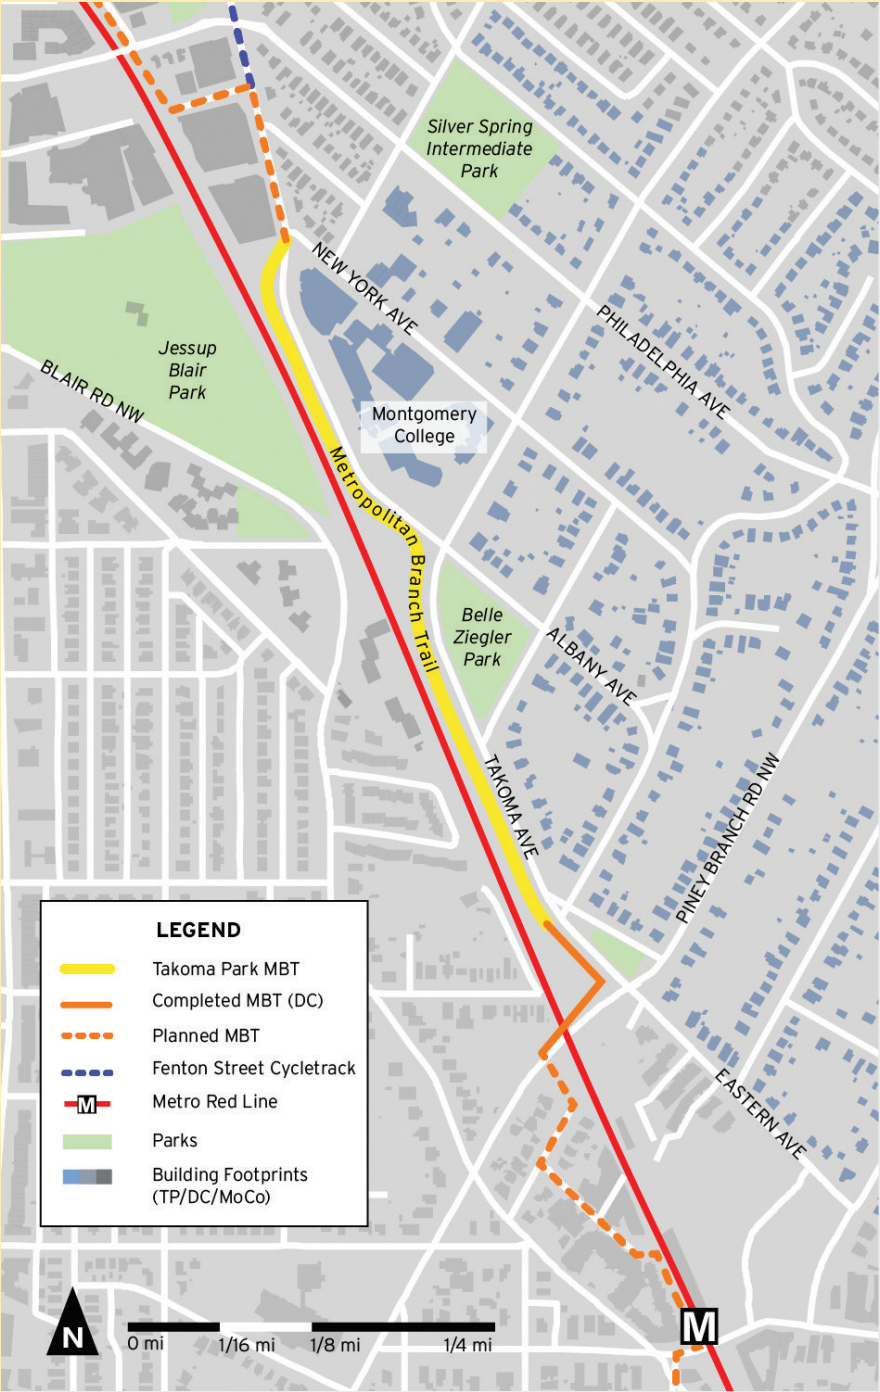 Silver Spring
Intermediate
Park
NEW YORK AVE
PHILADELPHIA AVE
Jessup
Blair
Park
BLAIR RD NW
Montgomery
College
Metropolitan Branch Trail
Belle
Ziegler
Park
ALBANY AVE
TAKOMA AVE
PINEY BRANCH RD NW
EASTERN AVE
LEGEND
Takoma Park MBT
Completed MBT (DC)
Planned MBT
Fenton Street Cycletrack
M Metro Red Line
Parks
Building Footprints
(TP/DC/MoCo)
N
0 mi 1/16 mi 1/8 mi 1/4 mi
M